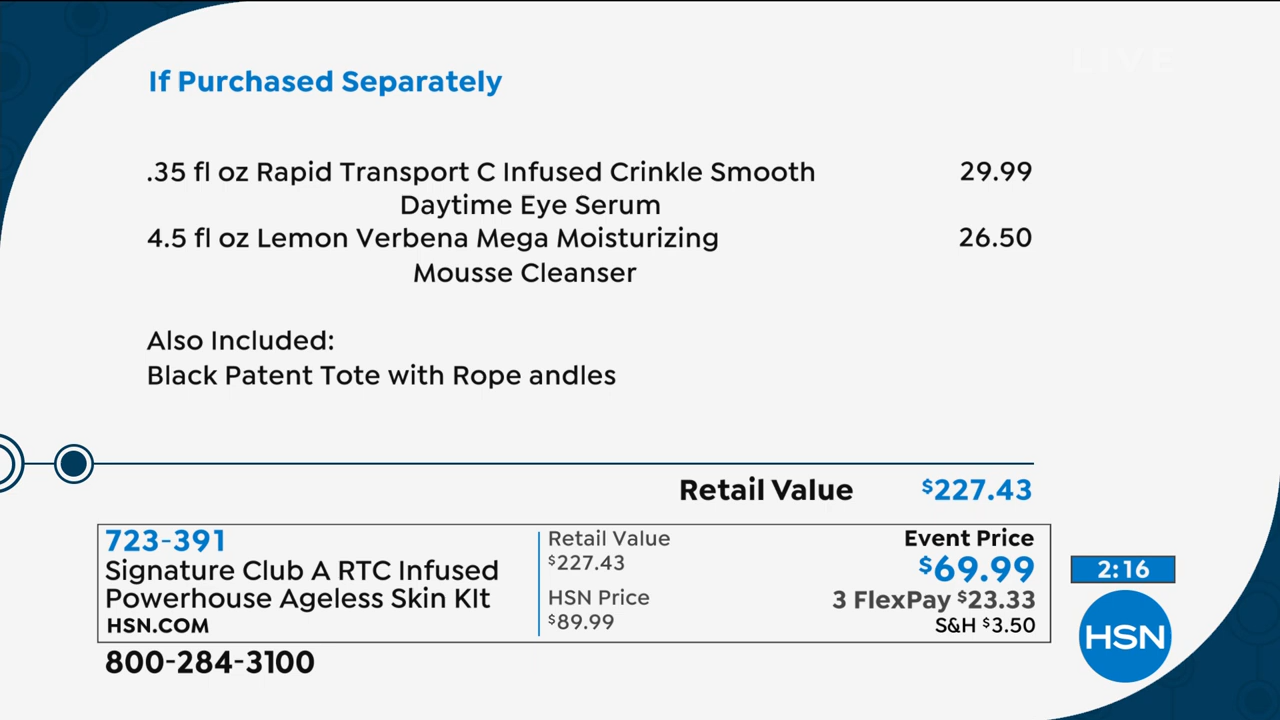 LIVE
If Purchased Separately
.35 fl oz Rapid Transport C Infused Crinkle Smooth 29.99
Daytime Eye Serum
4.5 fl oz Lemon Verbena Mega Moisturizing 26.50
Mousse Cleanser
Also Included:
Black Patent Tote with Rope andles
Retail Value $227.43
723-391
Signature Club A RTC Infused
Powerhouse Ageless Skin KIt
HSN.COM
Retail Value
$227.43
HSN Price
$89.99
Event Price
$69.99
3 FlexPay $23.33
S&H $3.50
2:16
HSN
800-284-3100